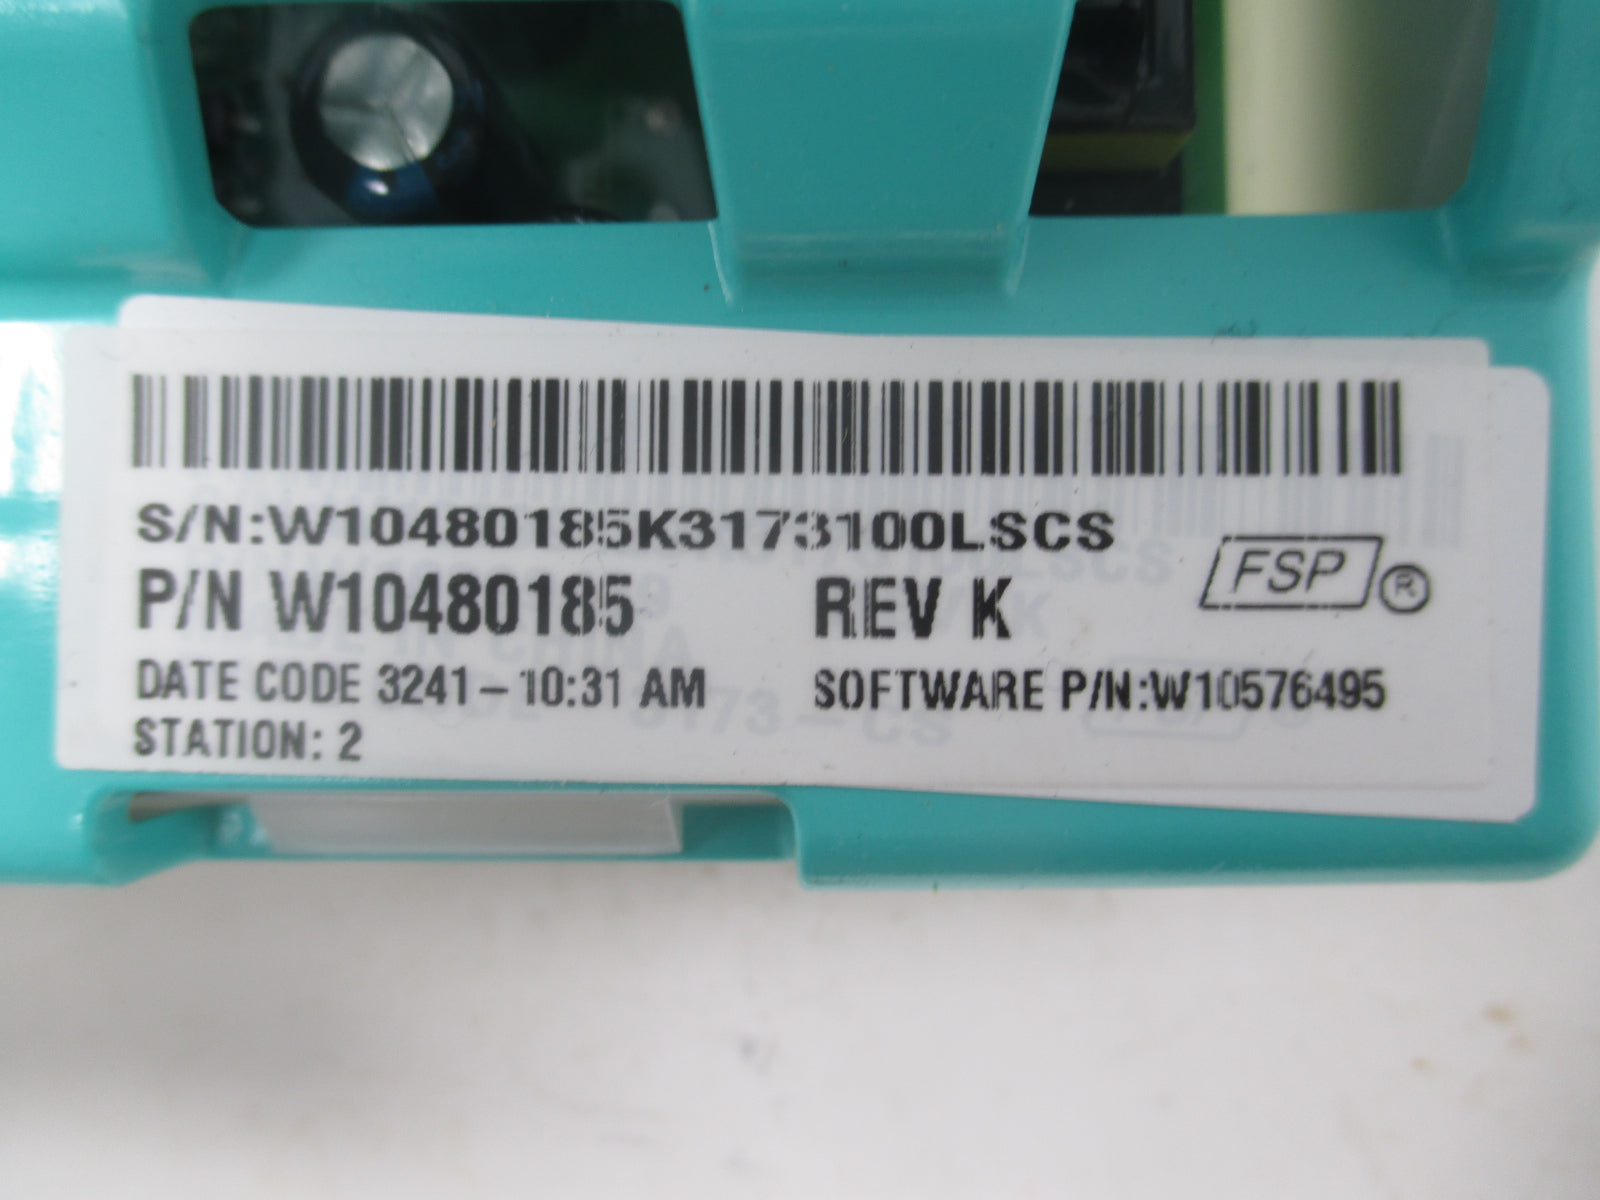 S/N:W10480185K3173100LSCS
P/N W10480185 REV K FSP®
DATE CODE 3241-10:31 AM SOFTWARE P/N:W10576495
STATION: 2